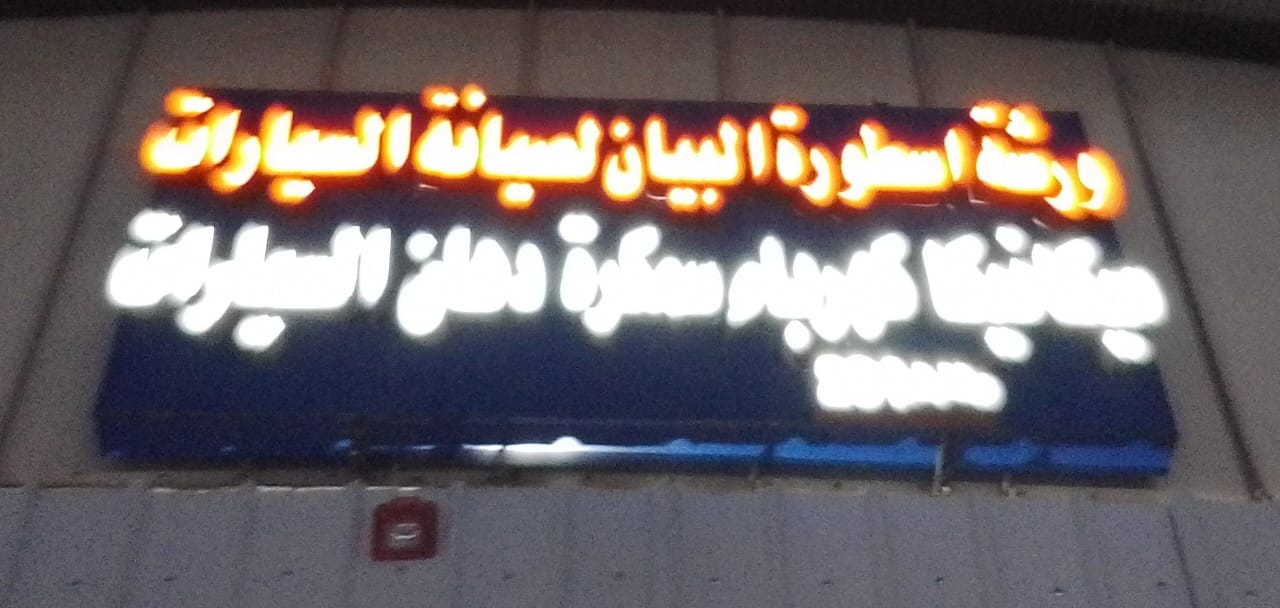 ورشة اسطورة البيان لصيانة السيارات
ميكانيكا كهرباء سمكرة دهان السيارات